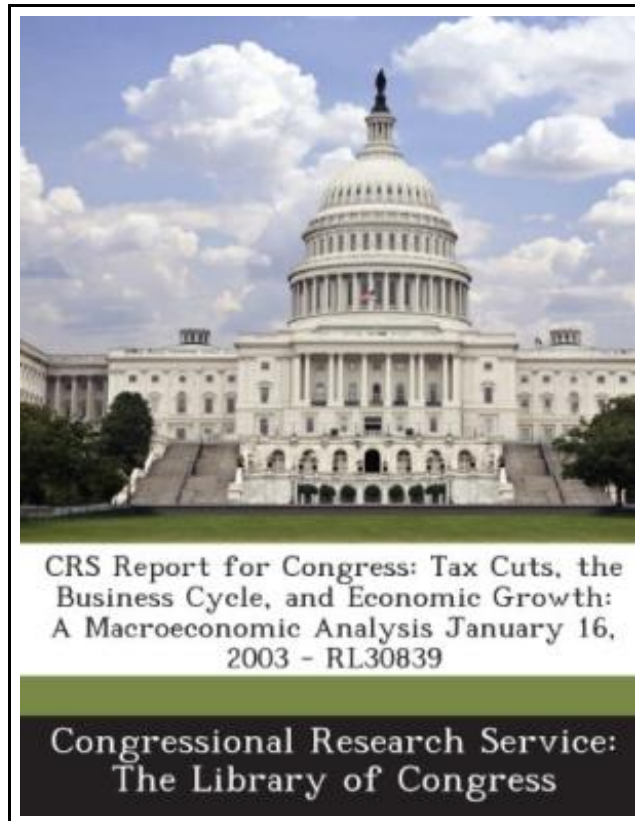 CRS Report for Congress: Tax Cuts, the
Business Cycle, and Economic Growth:
A Macroeconomic Analysis January 16,
2003 - RL30839
Congressional Research Service:
The Library of Congress